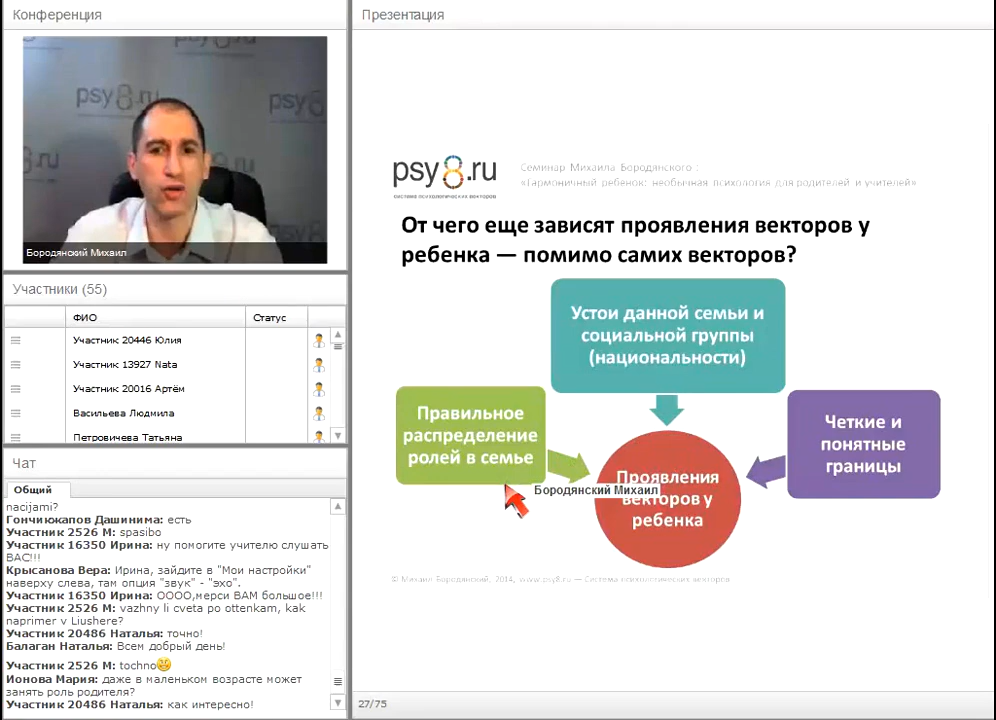 Конференция
psy8.ru
psy
.ru
Бородянский Михаил
Участники (55)
ФИО
Статус
Участник 20446 Юлия
Участник 13927 Nata
Участник 20016 Артём
Васильева Людмила
Петровичева Татьяна
Чат
Общий
nacijami?
Гончикжапов Дашинима: есть
Участник 2526 М: spasibo
Участник 16350 Ирина: ну помогите учителю слушать
ВАС!!!
Крысанова Вера: Ирина, зайдите в "Мои настройки"
наверху слева, там опция "звук" - "эхо".
Участник 16350 Ирина: ОООО,мерси ВАМ большое!!!
Участник 2526 М: vazhny li cveta po ottenkam, kak
naprimer v Liushere?
Участник 20486 Наталья: точно!
Балаган Наталья: Всем добрый день!
Участник 2526 М: tochno
Ионова Мария: даже в маленьком возрасте может
занять роль родителя?
Участник 20486 Наталья: как интересно!
Презентация
psy8.ru
система психологических векторов
Семинар Михаила Бородянского :
«Гармоничный ребенок: необычная психология для родителей и учителей»
От чего еще зависят проявления векторов у
ребенка — помимо самих векторов?
Устои данной семьи и
социальной группы
(национальности)
Правильное
распределение
ролей в семье
Четкие и
понятные
границы
Проявления
векторов у
ребенка
Бородянский Михаил
© Михаил Бородянский, 2014, www.psy8.ru — Система психологических векторов
27/75